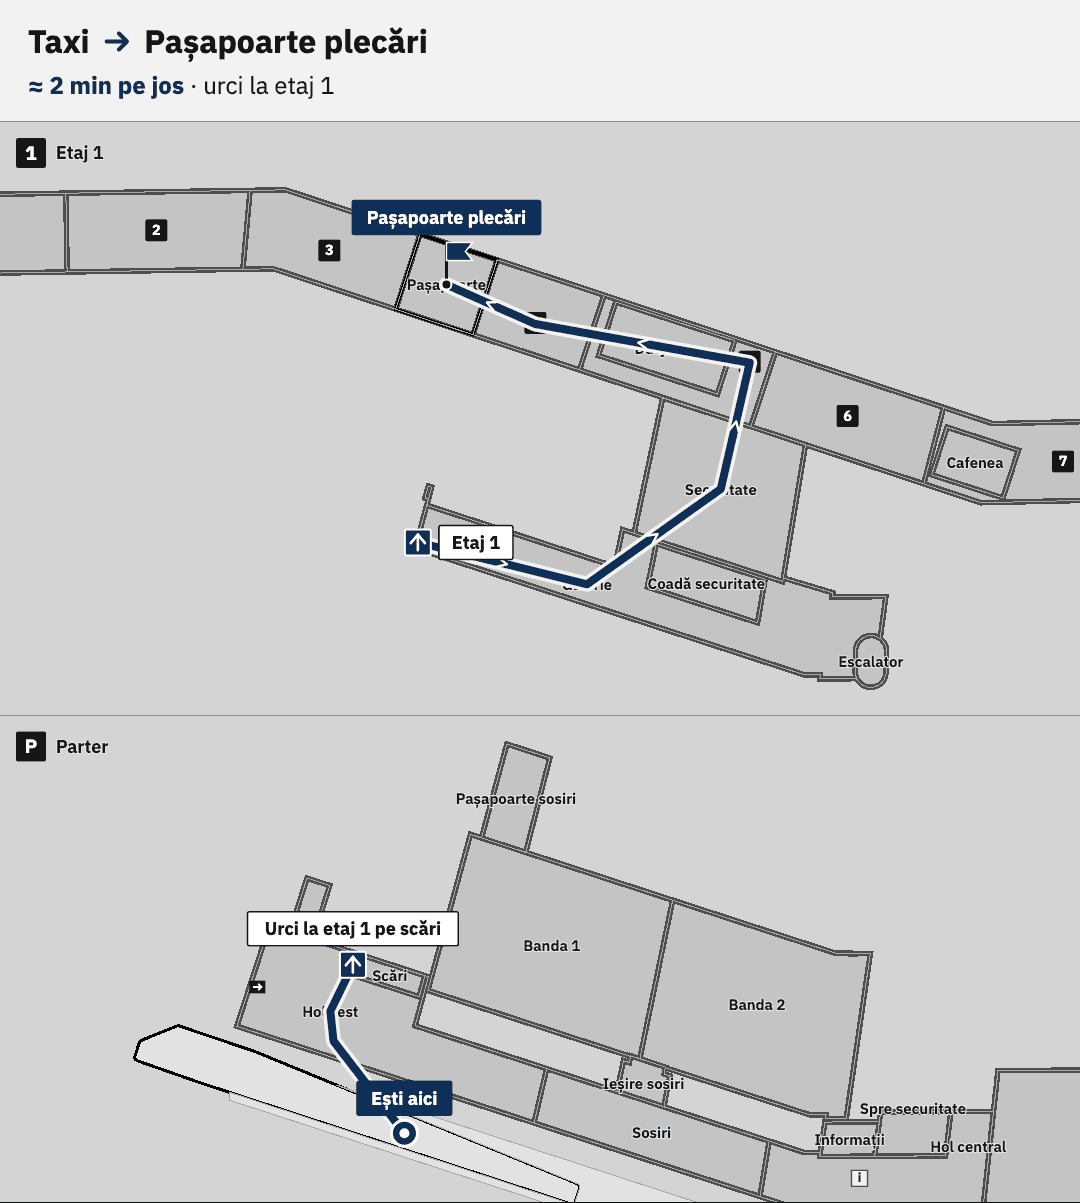 Taxi → Pașapoarte plecări
≈ 2 min pe jos · urci la etaj 1
1 Etaj 1
2
Pașapoarte plecări
3
6
Cafenea
7
Etaj 1
Coadă securitate
Escalator
P Parter
Pașapoarte sosiri
Urci la etaj 1 pe scări
Banda 1
Scări
Banda 2
Ești aici
Ieșire sosiri
Spre securitate
Sosiri
Informații
Hol central
i